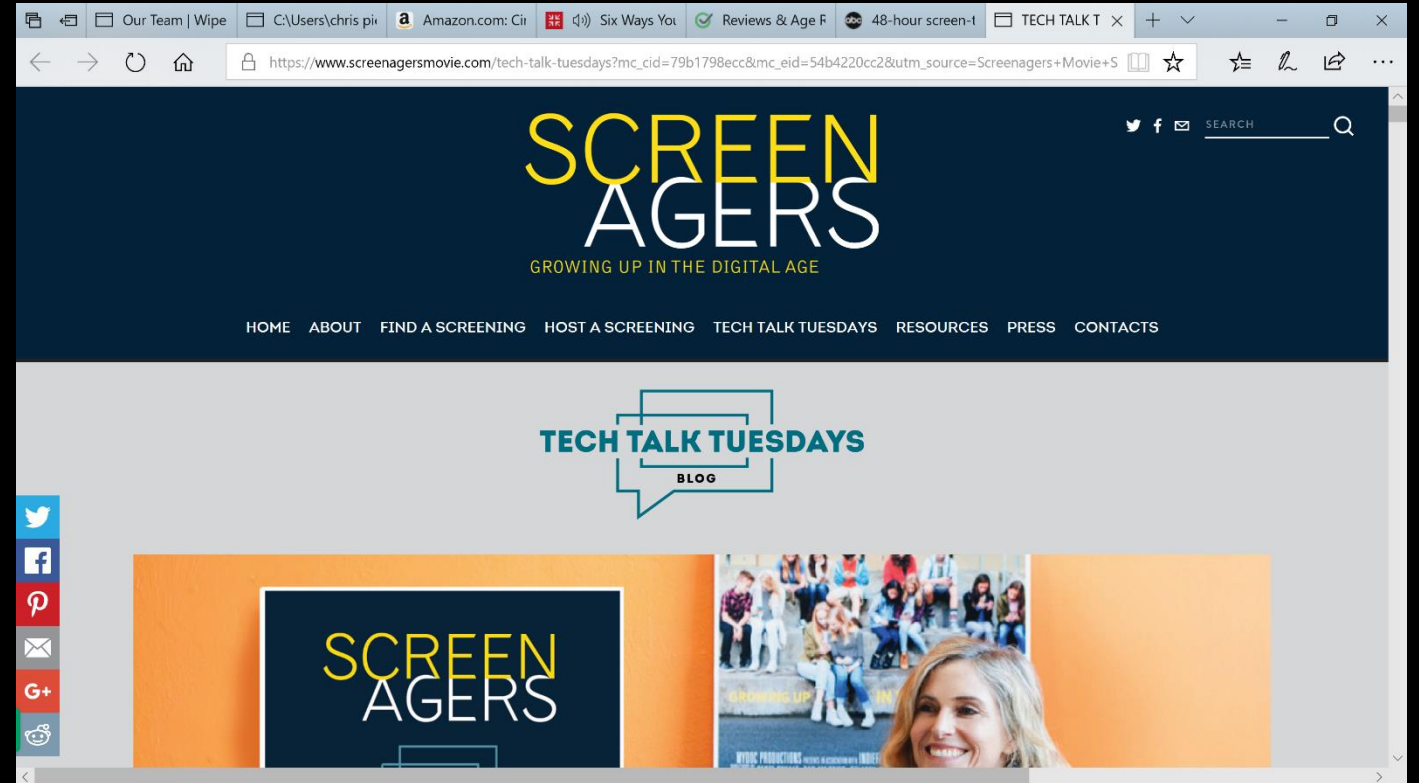 Our Team | Wipe
C:\Users\chris pi
Amazon.com: Cir
Six Ways You
Reviews & Age R
48-hour screen-t
TECH TALK T
https://www.screenagersmovie.com/tech-talk-tuesdays?mc_cid=79b1798ecc&mc_eid=54b4220cc2&utm_source=Screenagers+Movie+S
SCREEN
AGERS
GROWING UP IN THE DIGITAL AGE
SEARCH
HOME ABOUT FIND A SCREENING HOST A SCREENING TECH TALK TUESDAYS RESOURCES PRESS CONTACTS
TECH TALK TUESDAYS
BLOG
G+
SCREEN
AGERS
GROWING UP IN
MYDOC PRODUCTIONS